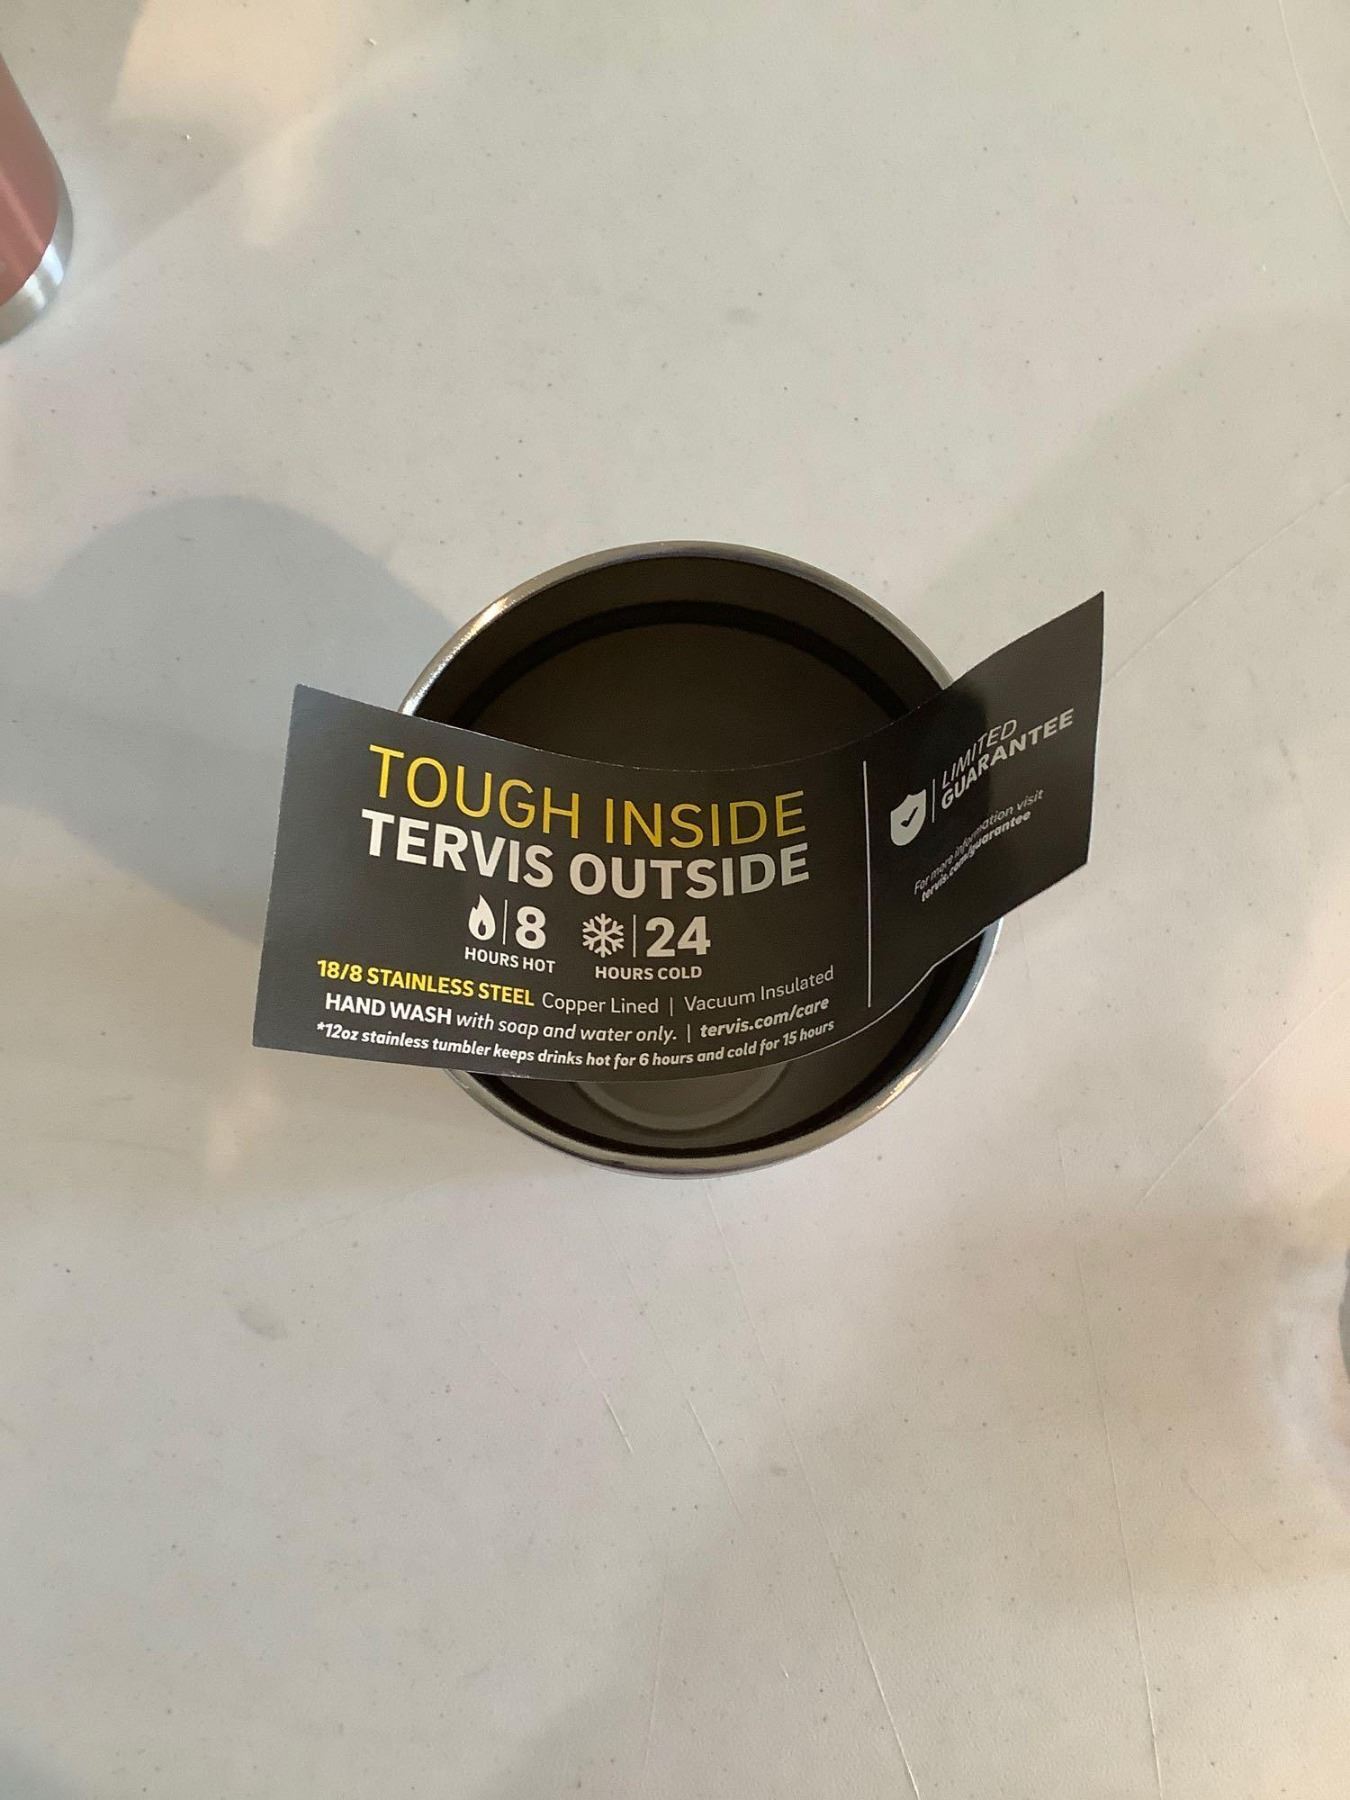 TOUGH INSIDE
TERVIS OUTSIDE
8
HOURS HOT
24
HOURS COLD
18/8 STAINLESS STEEL Copper Lined | Vacuum Insulated
HAND WASH with soap and water only. | tervis.com/care
*12oz stainless tumbler keeps drinks hot for 6 hours and cold for 15 hours
LIMITED
GUARANTEE
For more information visit
tervis.com/guarantee